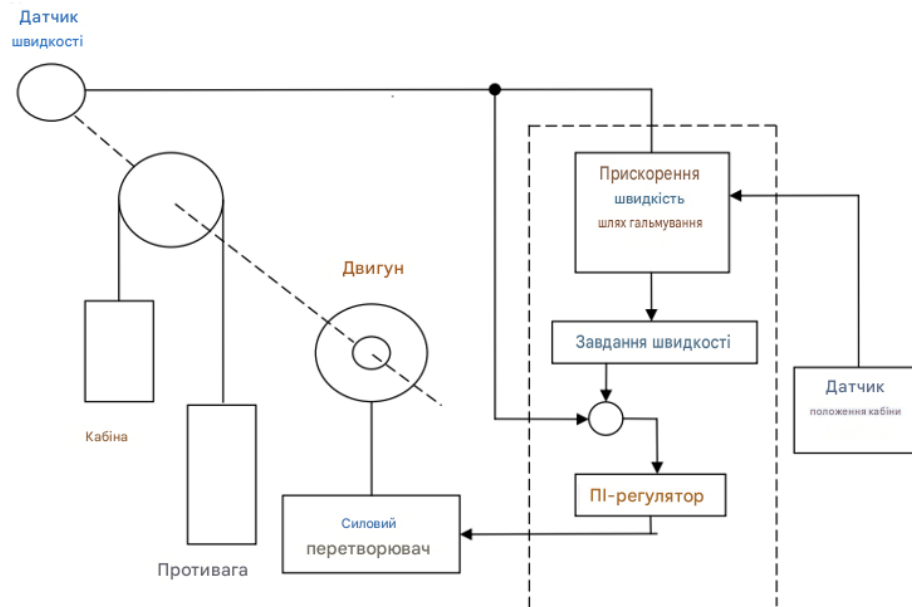 Датчик
швидкості
Прискорення
швидкість
шлях гальмування
Двигун
Завдання швидкості
Датчик
положення кабіни
Кабіна
ПІ-регулятор
Силовий
перетворювач
Противага